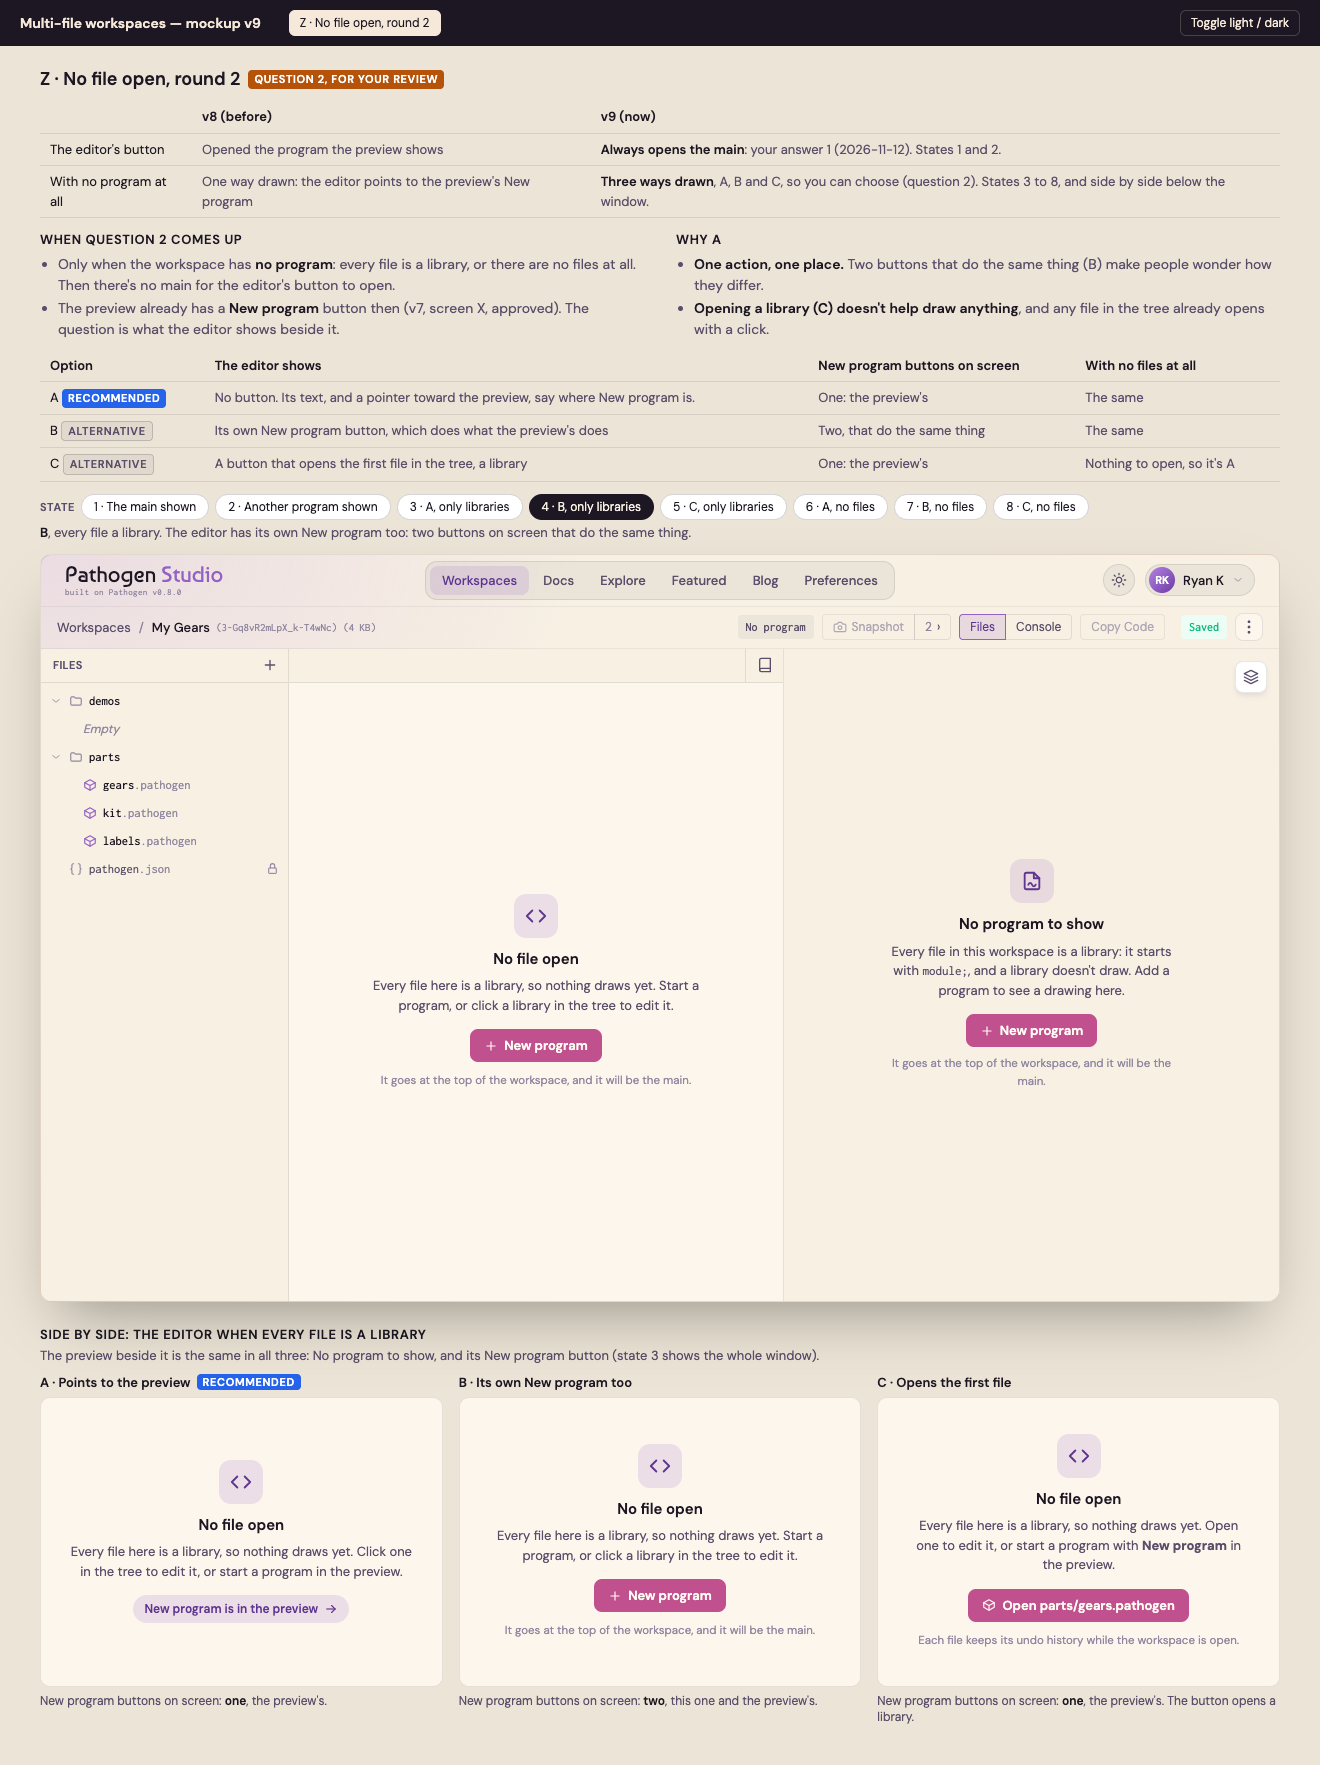 Multi-file workspaces — mockup v9
Z · No file open, round 2
Toggle light / dark
Z · No file open, round 2
QUESTION 2, FOR YOUR REVIEW
v8 (before)
v9 (now)
The editor's button
Opened the program the preview shows
Always opens the main: your answer 1 (2026-11-12). States 1 and 2.
With no program at
all
One way drawn: the editor points to the preview's New
program
Three ways drawn, A, B and C, so you can choose (question 2). States 3 to 8, and side by side below the
window.
WHEN QUESTION 2 COMES UP
• Only when the workspace has no program: every file is a library, or there are no files at all.
Then there's no main for the editor's button to open.
• The preview already has a New program button then (v7, screen X, approved). The
question is what the editor shows beside it.
WHY A
• One action, one place. Two buttons that do the same thing (B) make people wonder how
they differ.
• Opening a library (C) doesn't help draw anything, and any file in the tree already opens
with a click.
Option
The editor shows
New program buttons on screen
With no files at all
A RECOMMENDED
No button. Its text, and a pointer toward the preview, say where New program is.
One: the preview's
The same
B ALTERNATIVE
Its own New program button, which does what the preview's does
Two, that do the same thing
The same
C ALTERNATIVE
A button that opens the first file in the tree, a library
One: the preview's
Nothing to open, so it's A
STATE
1 · The main shown
2 · Another program shown
3 · A, only libraries
4 · B, only libraries
5 · C, only libraries
6 · A, no files
7 · B, no files
8 · C, no files
B, every file a library. The editor has its own New program too: two buttons on screen that do the same thing.
Pathogen Studio
built on Pathogen v0.8.0
Workspaces
Docs
Explore
Featured
Blog
Preferences
RK
Ryan K
Workspaces / My Gears (3-Gq8vR2mLpX_k-T4wNc) (4 KB)
No program
Snapshot
2 ›
Files
Console
Copy Code
Saved
FILES
demos
Empty
parts
gears.pathogen
kit.pathogen
labels.pathogen
{ } pathogen.json
No file open
Every file here is a library, so nothing draws yet. Start a
program, or click a library in the tree to edit it.
+ New program
It goes at the top of the workspace, and it will be the main.
No program to show
Every file in this workspace is a library: it starts
with module;, and a library doesn't draw. Add a
program to see a drawing here.
+ New program
It goes at the top of the workspace, and it will be the
main.
SIDE BY SIDE: THE EDITOR WHEN EVERY FILE IS A LIBRARY
The preview beside it is the same in all three: No program to show, and its New program button (state 3 shows the whole window).
A · Points to the preview RECOMMENDED
No file open
Every file here is a library, so nothing draws yet. Click one
in the tree to edit it, or start a program in the preview.
New program is in the preview →
New program buttons on screen: one, the preview's.
B · Its own New program too
No file open
Every file here is a library, so nothing draws yet. Start a
program, or click a library in the tree to edit it.
+ New program
It goes at the top of the workspace, and it will be the main.
New program buttons on screen: two, this one and the preview's.
C · Opens the first file
No file open
Every file here is a library, so nothing draws yet. Open
one to edit it, or start a program with New program in
the preview.
Open parts/gears.pathogen
Each file keeps its undo history while the workspace is open.
New program buttons on screen: one, the preview's. The button opens a
library.